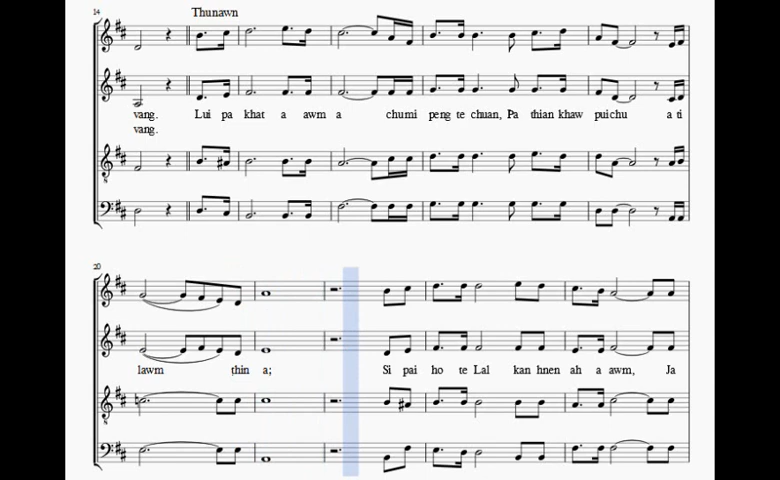 14
Thunawn
vang. Lui pa khat a awm a chumi peng te chuan, Pa thian khaw puichu a ti
vang.
20
lawm thin a; Si pai ho te Lal kan hnen ah a awm, Ja